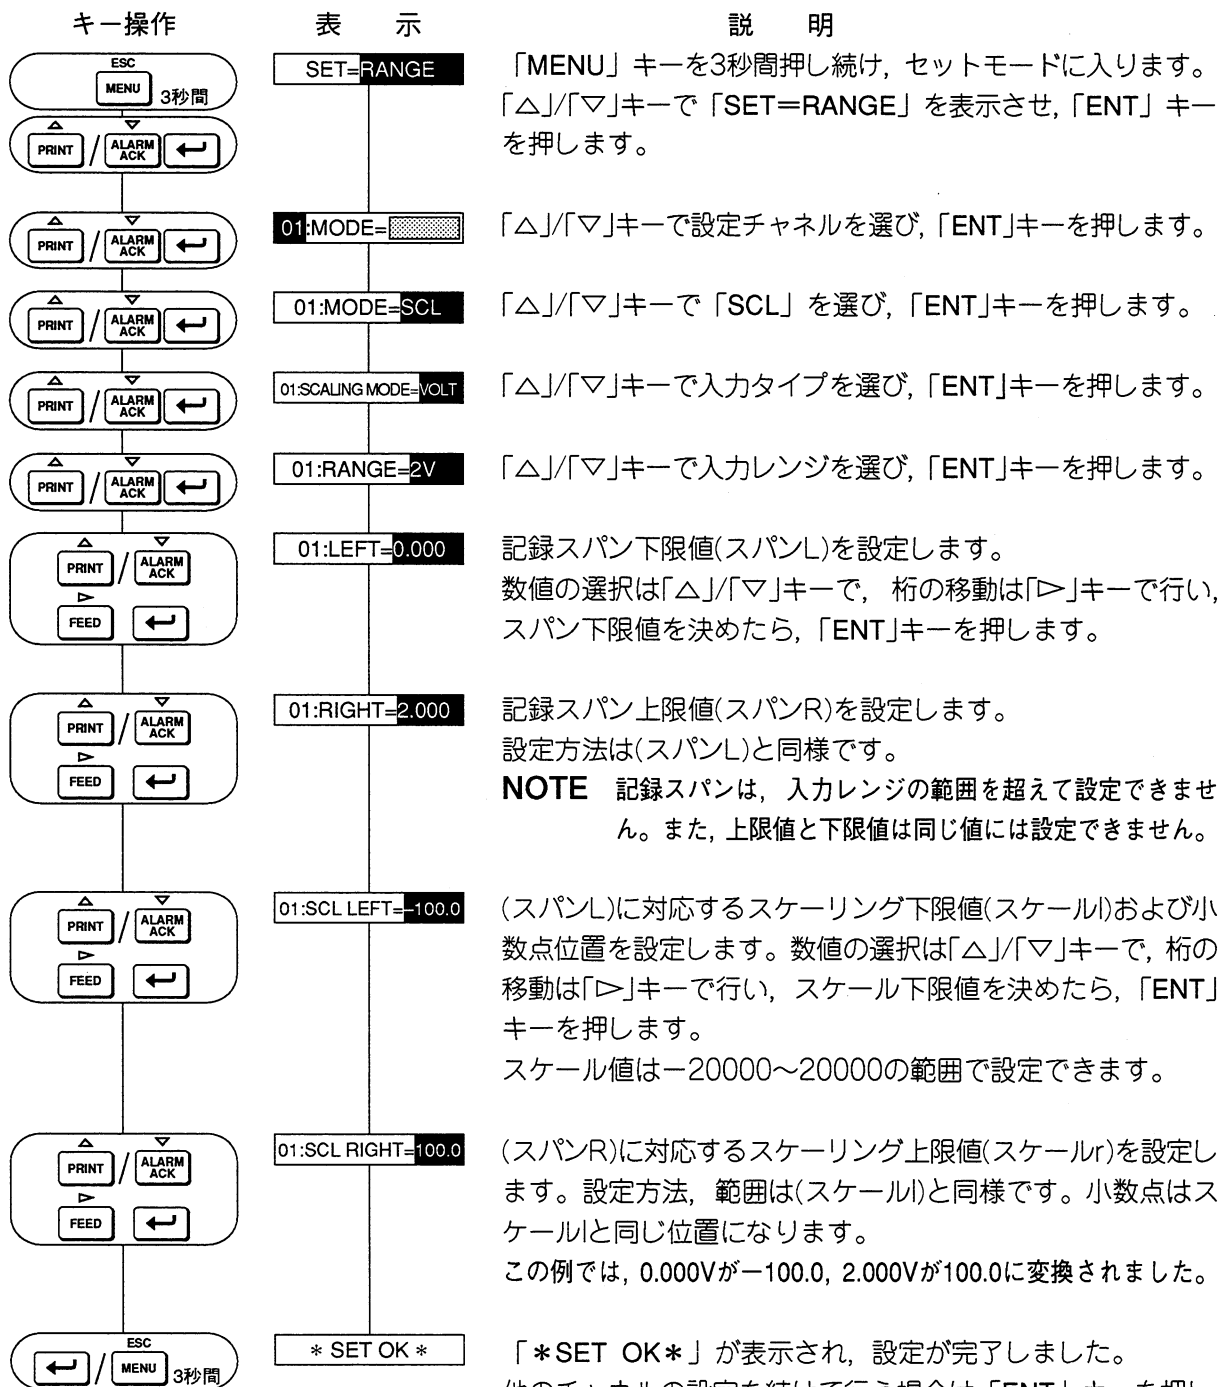 キー操作 表 示 説 明
ESC
MENU 3秒間
SET=RANGE
「MENU」キーを3秒間押し続け, セットモードに入ります。
「△」/「▽」キーで「SET=RANGE」を表示させ,「ENT」キー
を押します。
△ ▽
PRINT / ALARM ACK ↵
△ ▽
PRINT / ALARM ACK ↵
01:MODE=
「△」/「▽」キーで設定チャネルを選び,「ENT」キーを押します。
△ ▽
PRINT / ALARM ACK ↵
01:MODE=SCL
「△」/「▽」キーで「SCL」を選び,「ENT」キーを押します。
△ ▽
PRINT / ALARM ACK ↵
01:SCALING MODE=VOLT
「△」/「▽」キーで入力タイプを選び,「ENT」キーを押します。
△ ▽
PRINT / ALARM ACK ↵
01:RANGE=2V
「△」/「▽」キーで入力レンジを選び,「ENT」キーを押します。
△ ▽
PRINT / ALARM ACK
▷
FEED ↵
01:LEFT=0.000
記録スパン下限値(スパンL)を設定します。
数値の選択は「△」/「▽」キーで, 桁の移動は「▷」キーで行い,
スパン下限値を決めたら,「ENT」キーを押します。
△ ▽
PRINT / ALARM ACK
▷
FEED ↵
01:RIGHT=2.000
記録スパン上限値(スパンR)を設定します。
設定方法は(スパンL)と同様です。
NOTE 記録スパンは, 入力レンジの範囲を超えて設定できませ
ん。また, 上限値と下限値は同じ値には設定できません。
△ ▽
PRINT / ALARM ACK
▷
FEED ↵
01:SCL LEFT=-100.0
(スパンL)に対応するスケーリング下限値(スケールl)および小
数点位置を設定します。数値の選択は「△」/「▽」キーで, 桁の
移動は「▷」キーで行い, スケール下限値を決めたら,「ENT」
キーを押します。
スケール値は-20000~20000の範囲で設定できます。
△ ▽
PRINT / ALARM ACK
▷
FEED ↵
01:SCL RIGHT=100.0
(スパンR)に対応するスケーリング上限値(スケールr)を設定し
ます。設定方法, 範囲は(スケールl)と同様です。小数点はス
ケールlと同じ位置になります。
この例では, 0.000Vが-100.0, 2.000Vが100.0に変換されました。
ESC
↵ / MENU 3秒間
* SET OK *
「*SET OK*」が表示され, 設定が完了しました。
他のチャネルの設定を続けて行う場合は「ENT」キーを押し